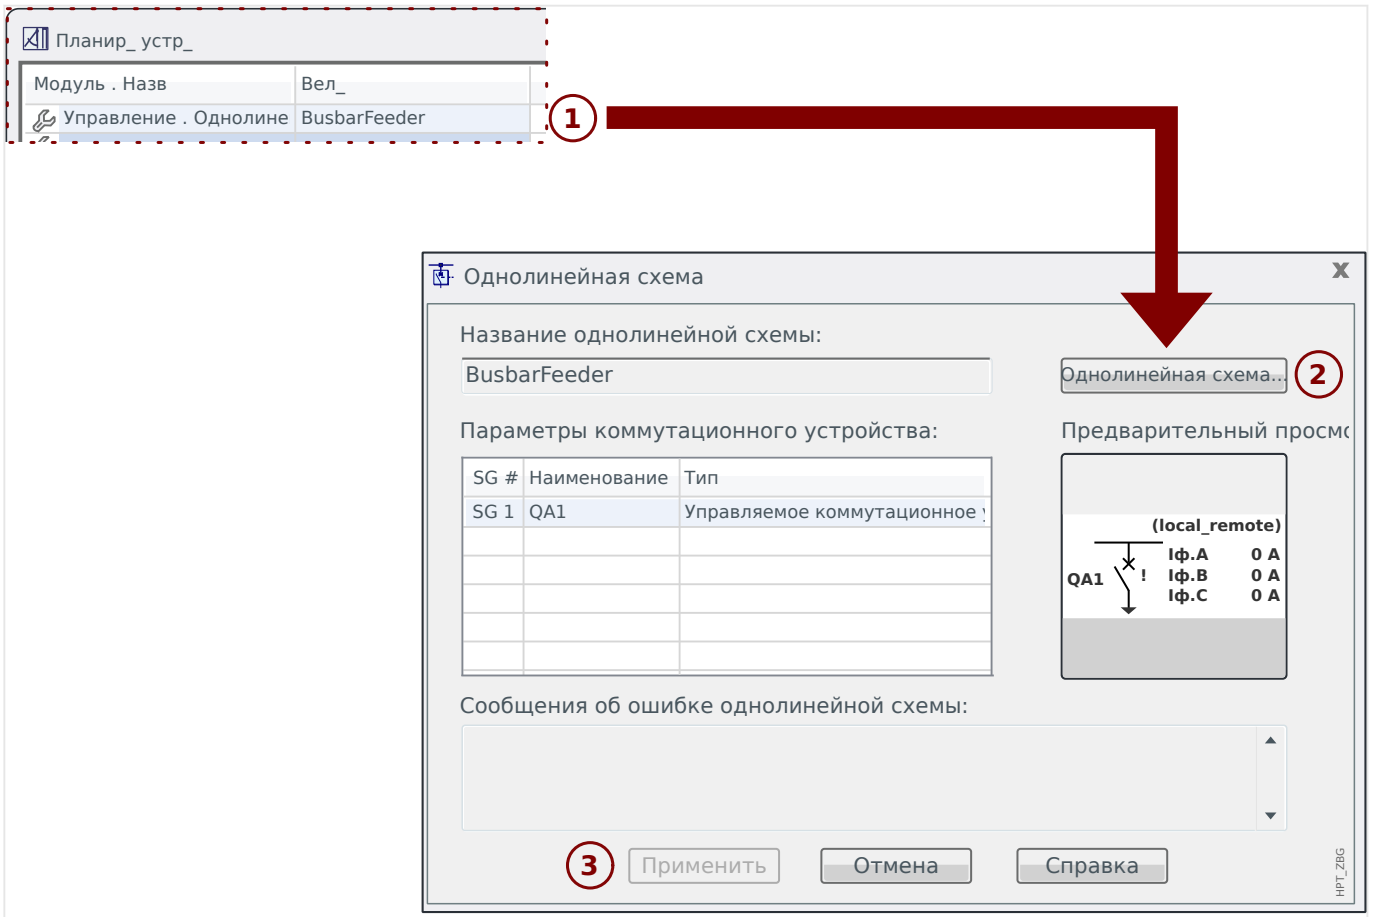 Планир_ устр_
Модуль . Назв Вел_
Управление . Однолине BusbarFeeder
1
Однолинейная схема x
Название однолинейной схемы:
BusbarFeeder
Однолинейная схема...
2
Параметры коммутационного устройства:
Предварительный просмо
SG # Наименование Тип
SG 1 QA1 Управляемое коммутационное
(local_remote)
Iф.A 0 A
QA1 ! Iф.B 0 A
Iф.C 0 A
Сообщения об ошибке однолинейной схемы:
3
Применить Отмена Справка
HPT_ZBG